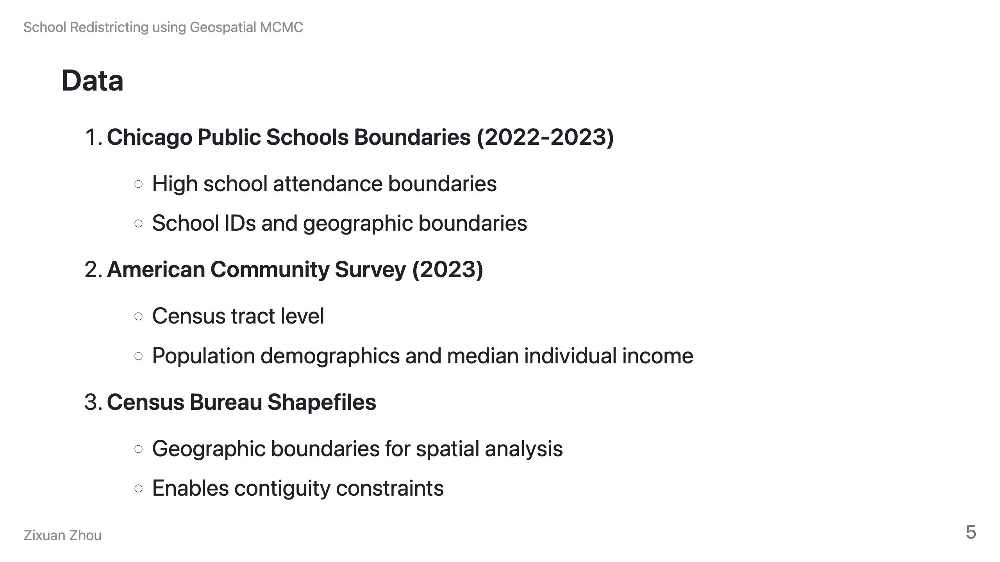 School Redistricting using Geospatial MCMC
Data
1. Chicago Public Schools Boundaries (2022-2023)
○ High school attendance boundaries
○ School IDs and geographic boundaries
2. American Community Survey (2023)
○ Census tract level
○ Population demographics and median individual income
3. Census Bureau Shapefiles
○ Geographic boundaries for spatial analysis
○ Enables contiguity constraints
Zixuan Zhou
5